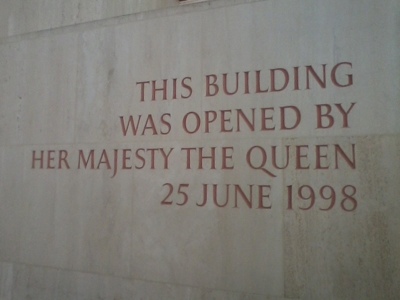 THIS BUILDING
WAS OPENED BY
HER MAJESTY THE QUEEN
25 JUNE 1998